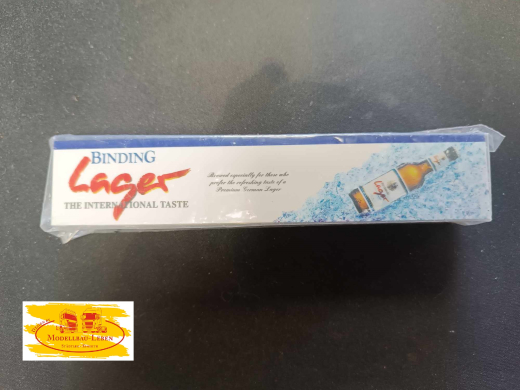 BINDING
Lager
THE INTERNATIONAL TASTE
Brewed especially for those who
prefer the refreshing taste of a
Premium German Lager
Lager
MODELLBAU-LEBEN